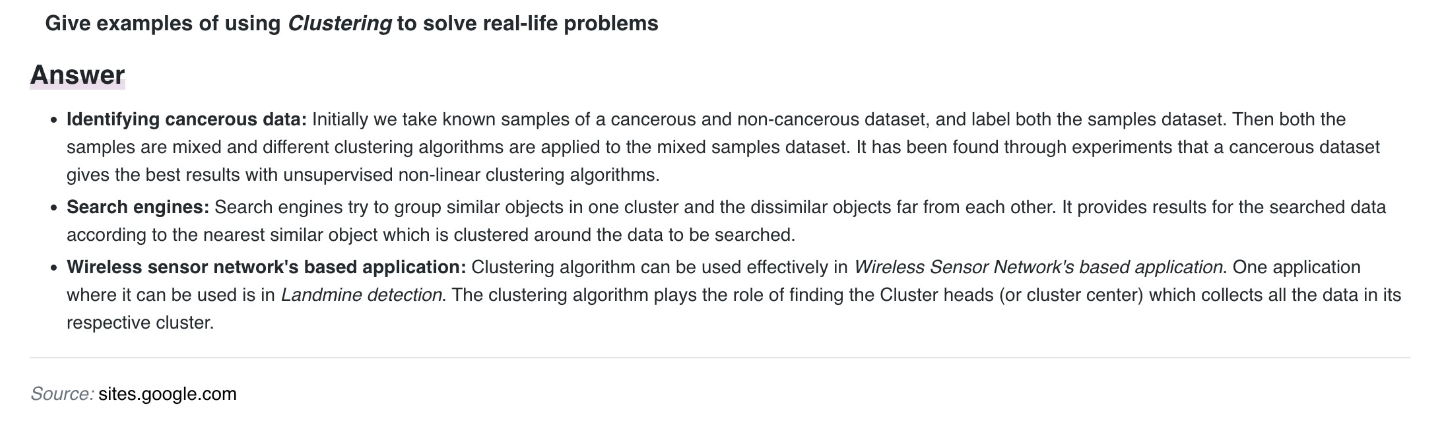 Give examples of using Clustering to solve real-life problems
Answer
• Identifying cancerous data: Initially we take known samples of a cancerous and non-cancerous dataset, and label both the samples dataset. Then both the
samples are mixed and different clustering algorithms are applied to the mixed samples dataset. It has been found through experiments that a cancerous dataset
gives the best results with unsupervised non-linear clustering algorithms.
• Search engines: Search engines try to group similar objects in one cluster and the dissimilar objects far from each other. It provides results for the searched data
according to the nearest similar object which is clustered around the data to be searched.
• Wireless sensor network's based application: Clustering algorithm can be used effectively in Wireless Sensor Network's based application. One application
where it can be used is in Landmine detection. The clustering algorithm plays the role of finding the Cluster heads (or cluster center) which collects all the data in its
respective cluster.
Source: sites.google.com